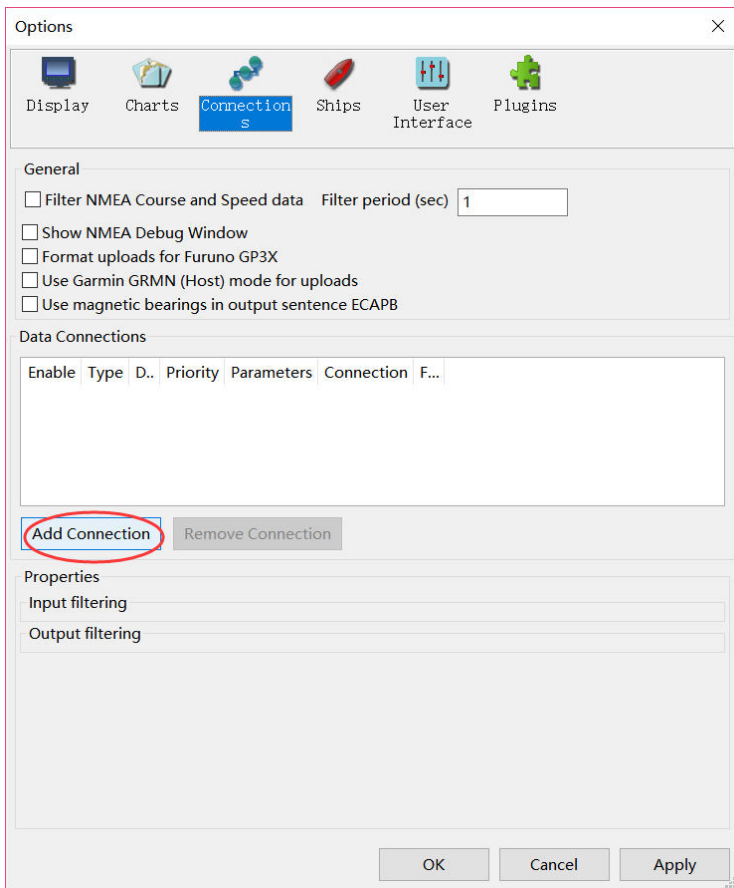 Options
Display Charts Connection
s Ships User
Interface Plugins
General
Filter NMEA Course and Speed data Filter period (sec) 1
Show NMEA Debug Window
Format uploads for Furuno GP3X
Use Garmin GRMN (Host) mode for uploads
Use magnetic bearings in output sentence ECAPB
Data Connections
Enable Type D.. Priority Parameters Connection F...
Add Connection Remove Connection
Properties
Input filtering
Output filtering
OK Cancel Apply